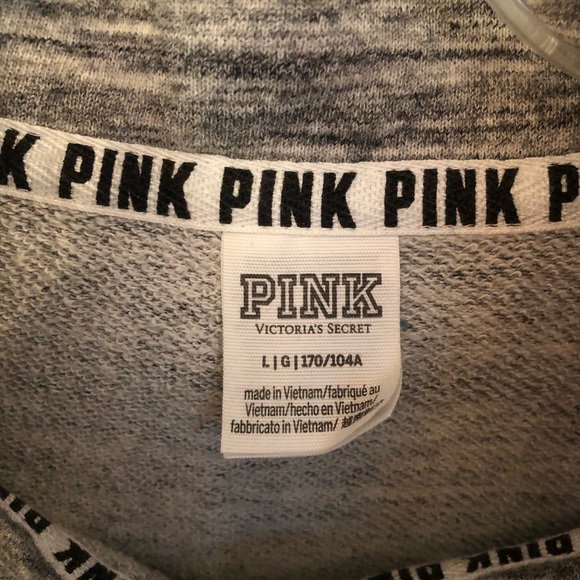 K PINK PINK PINK P
PINK
VICTORIA'S SECRET
L | G | 170/104A
made in Vietnam/fabriqué au
Vietnam/hecho en Vietnam/
fabbricato in Vietnam/
PINK
PINK